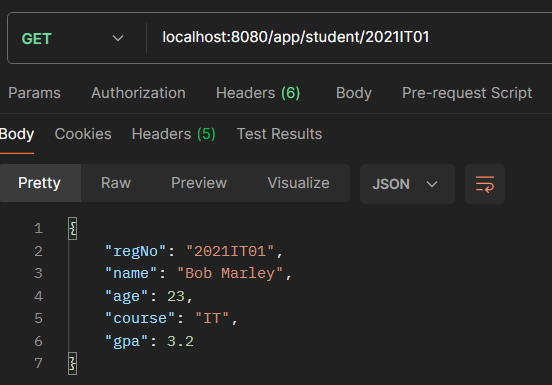 GET localhost:8080/app/student/2021IT01
Params Authorization Headers (6) Body Pre-request Script
Body Cookies Headers (5) Test Results
Pretty Raw Preview Visualize JSON
1 {
2 "regNo": "2021IT01",
3 "name": "Bob Marley",
4 "age": 23,
5 "course": "IT",
6 "gpa": 3.2
7 }